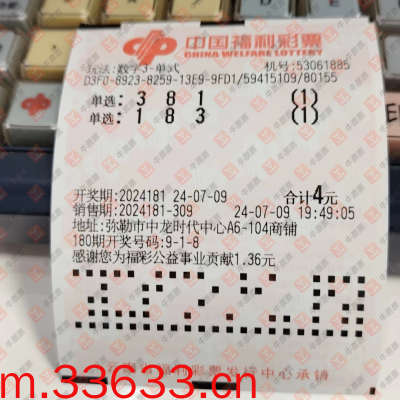 中国福利彩票
CHINA WELFARE LOTTERY
玩法:数字3-单式 机号:53061885
D3F0-8923-8259-13E9-9FD1/59415109/80155
单选: 3 8 1 {1}
单选: 1 8 3 {1}
开奖期:2024181 24-07-09 合计4元
销售期:2024181-309 24-07-09 19:49:05
地址:弥勒市中龙时代中心A6-104商铺
180期开奖号码:9-1-8
感谢您为福彩公益事业贡献1.36元
m.33633.cn